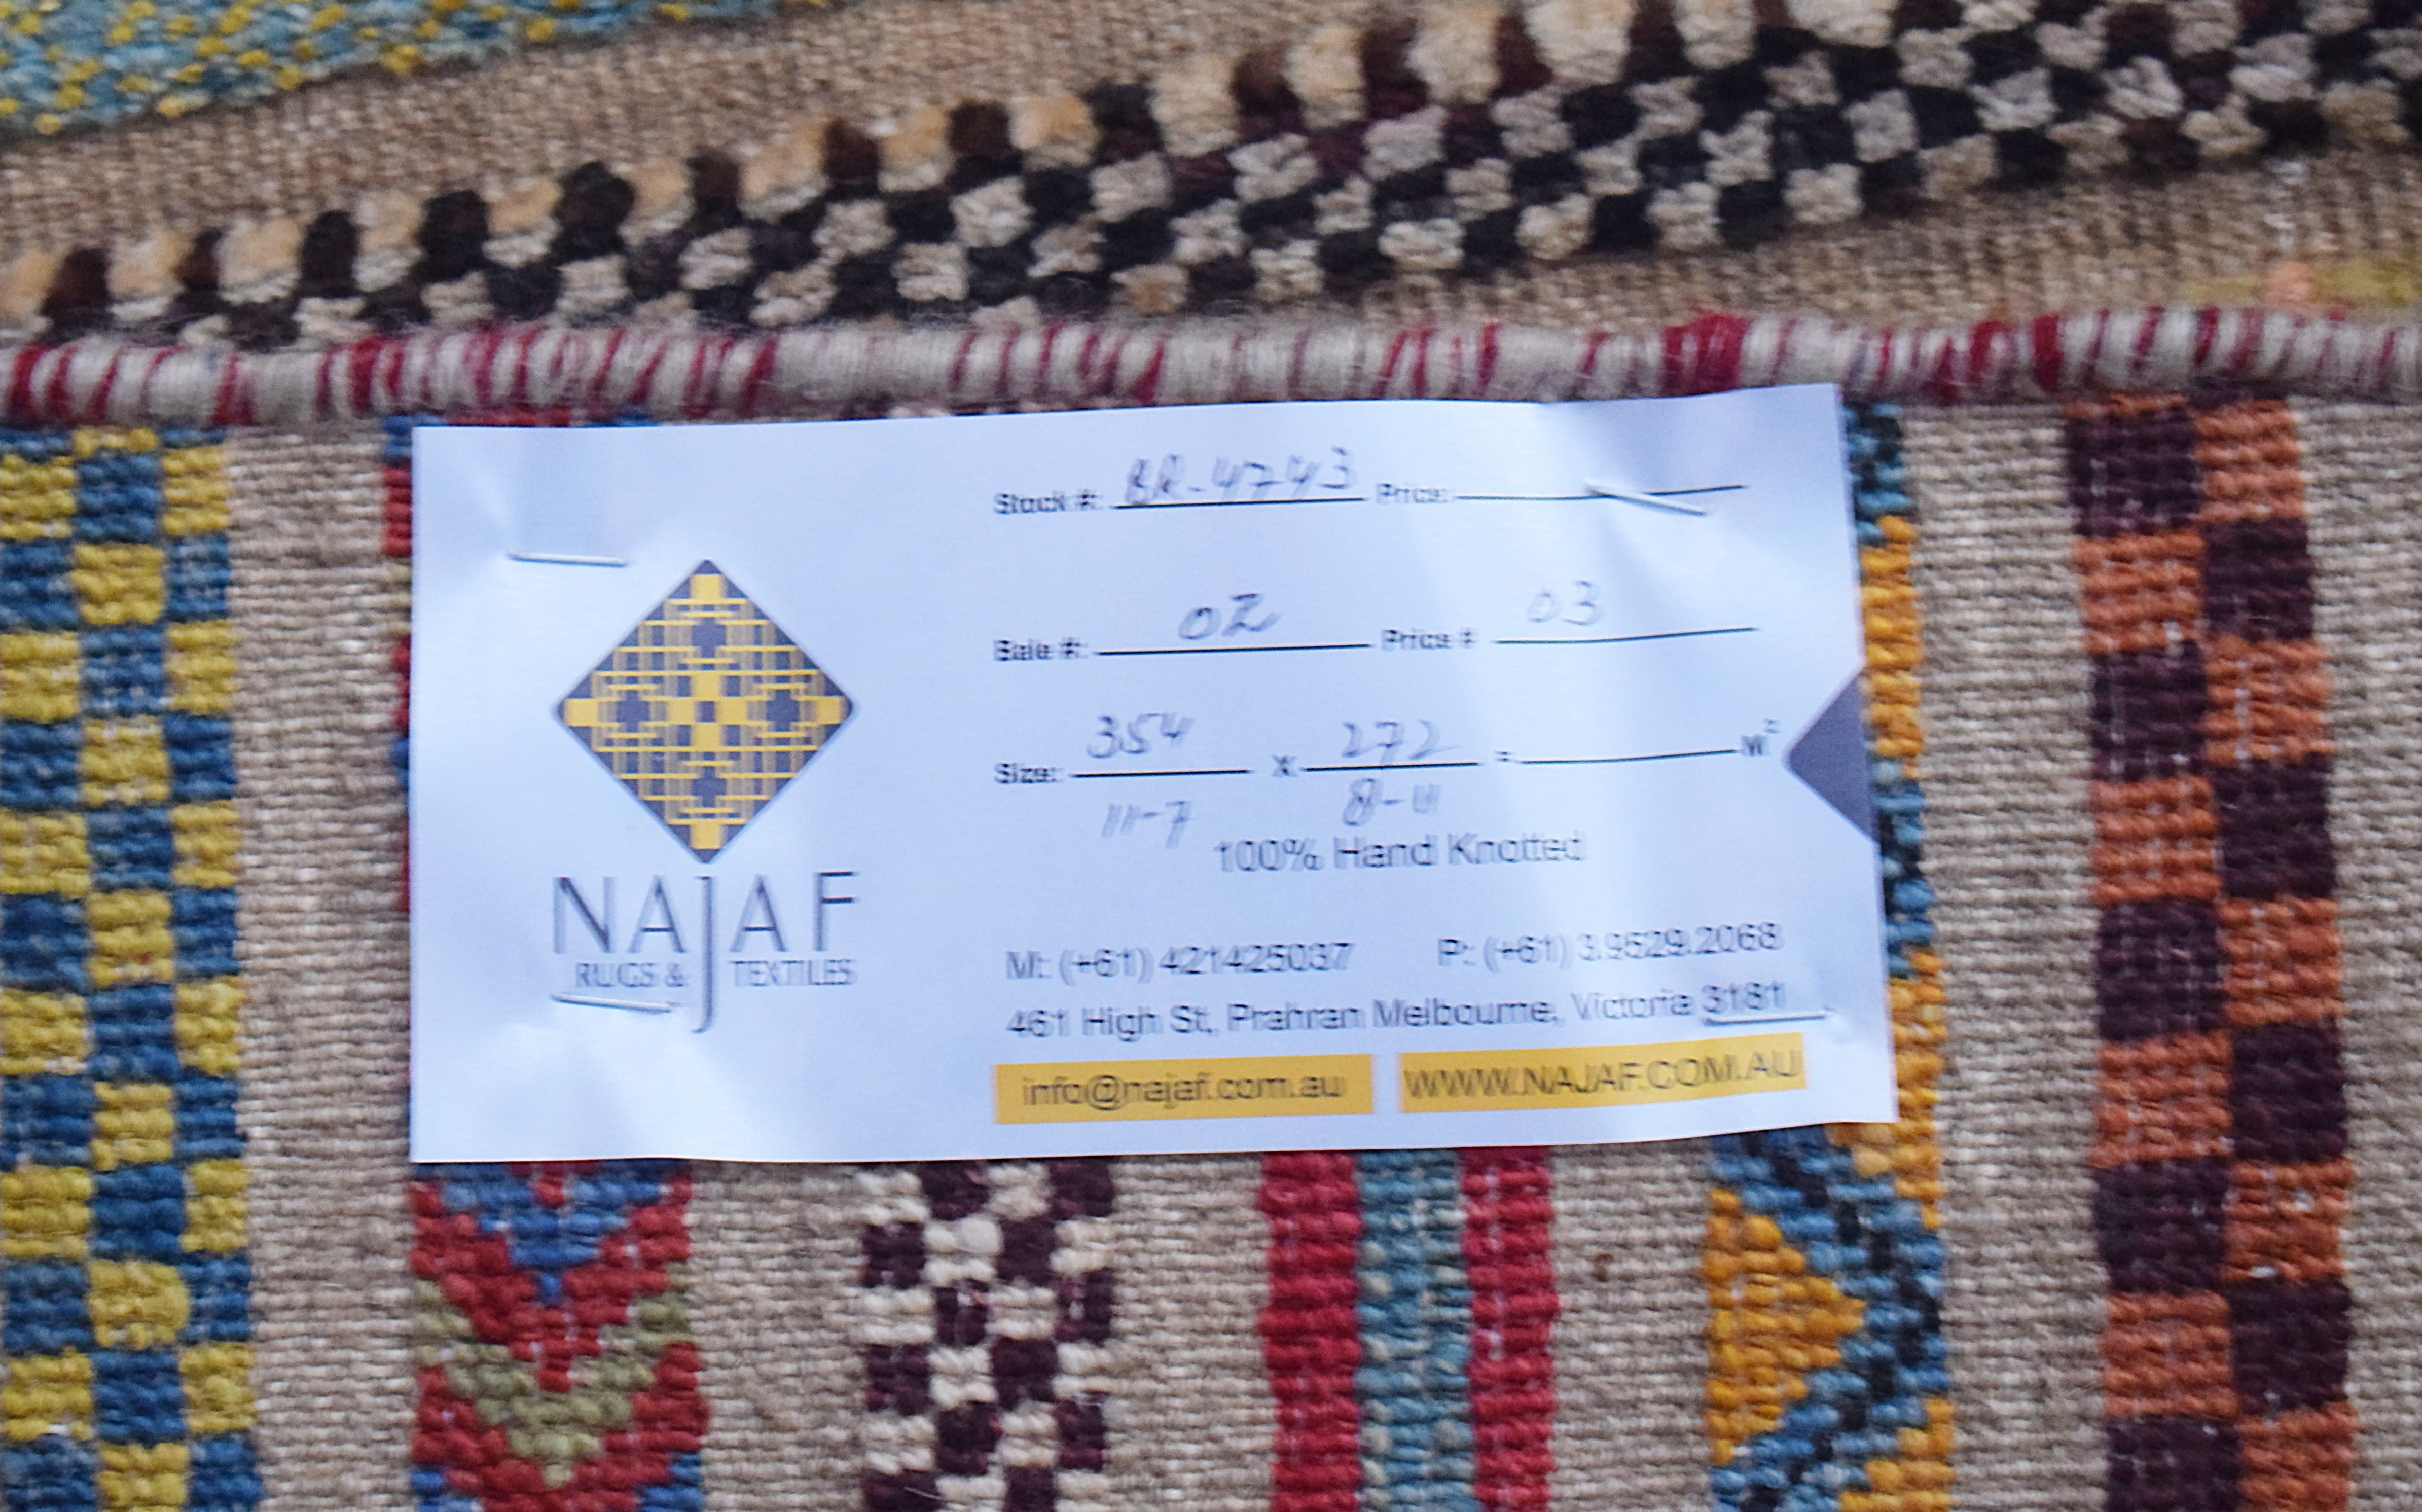 NAJAF
RUGS & TEXTILES
Stock #: BR-4743 Price:
Bale #: 02 Price # 03
Size: 354 X 272 = M²
11-7 8-11
100% Hand Knotted
M: (+61) 421425037 P: (+61) 3.9529.2068
461 High St, Prahran Melbourne, Victoria 3181
info@najaf.com.au WWW.NAJAF.COM.AU